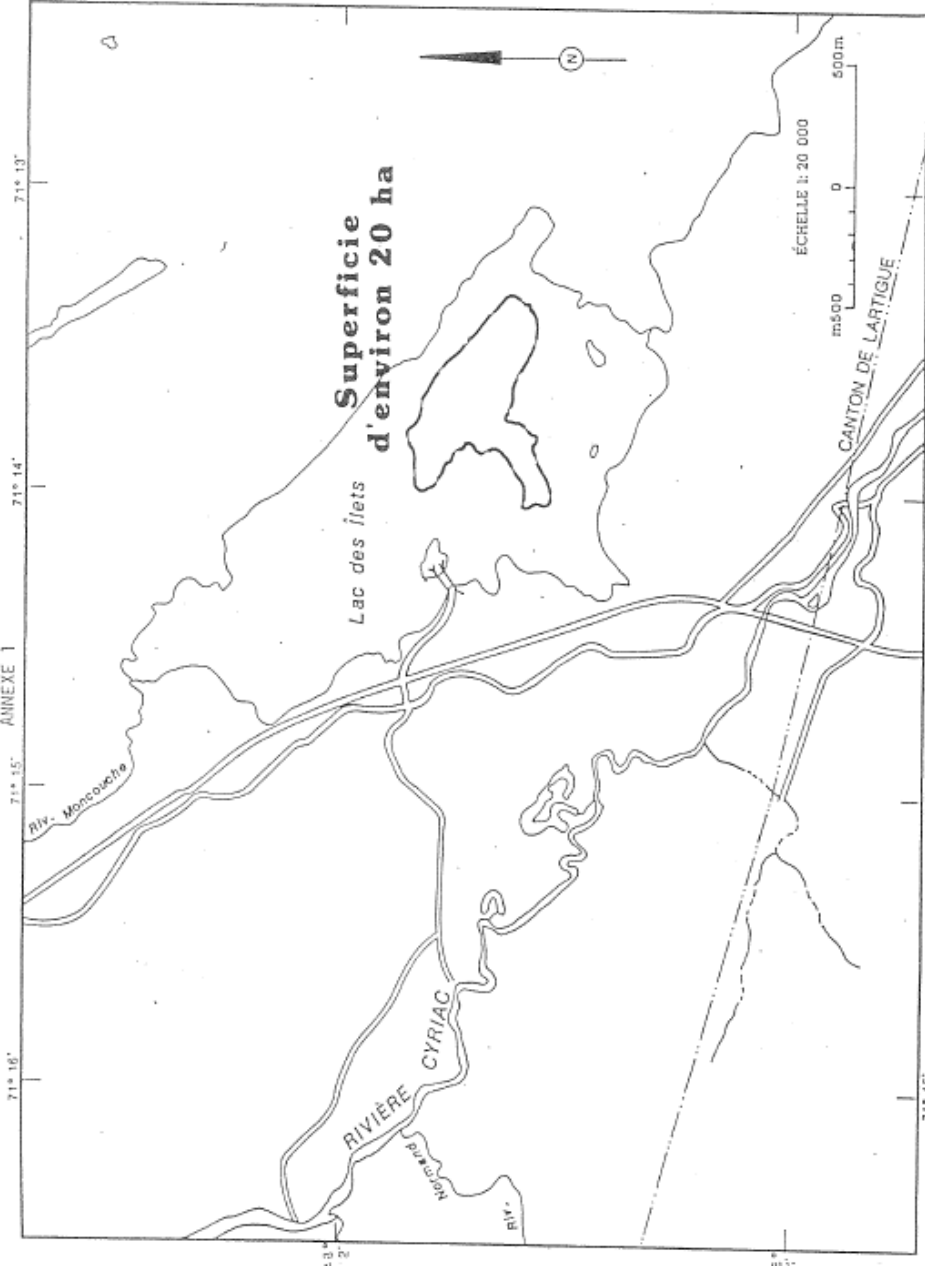 ANNEXE 1
71° 16'
71° 15'
71° 14'
71° 13'
Riv. Moncouche
Lac des Îlets
Superficie
d'environ 20 ha
N
RIVIÈRE CYRIAC
Riv. Normand
CANTON DE LARTIGUE
ÉCHELLE 1: 20 000
m500 0 500m